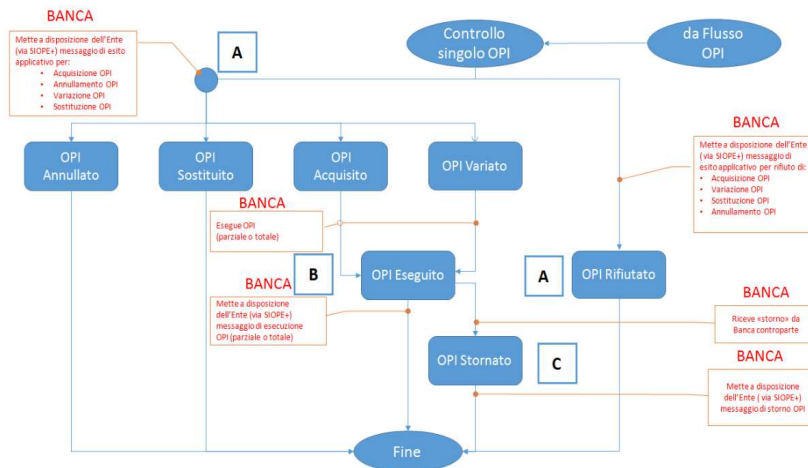 BANCA
Mette a disposizione dell'Ente
(via SIOPE+) messaggio di esito
applicativo per:
• Acquisizione OPI
• Annullamento OPI
• Variazione OPI
• Sostituzione OPI
A
Controllo
singolo OPI
da Flusso
OPI
BANCA
Mette a disposizione dell'Ente
(via SIOPE+) messaggio di
esito applicativo per rifiuto di:
• Acquisizione OPI
• Variazione OPI
• Sostituzione OPI
• Annullamento OPI
OPI
Annullato
OPI
Sostituito
OPI
Acquisito
OPI Variato
BANCA
Esegue OPI
(parziale o totale)
B
OPI Eseguito
A
OPI Rifiutato
BANCA
Mette a disposizione
dell'Ente (via SIOPE+)
messaggio di esecuzione
OPI (parziale o totale)
BANCA
Riceve «storno» da
Banca controparte
OPI Stornato
C
BANCA
Mette a disposizione
dell'Ente ( via SIOPE+)
messaggio di storno OPI
Fine